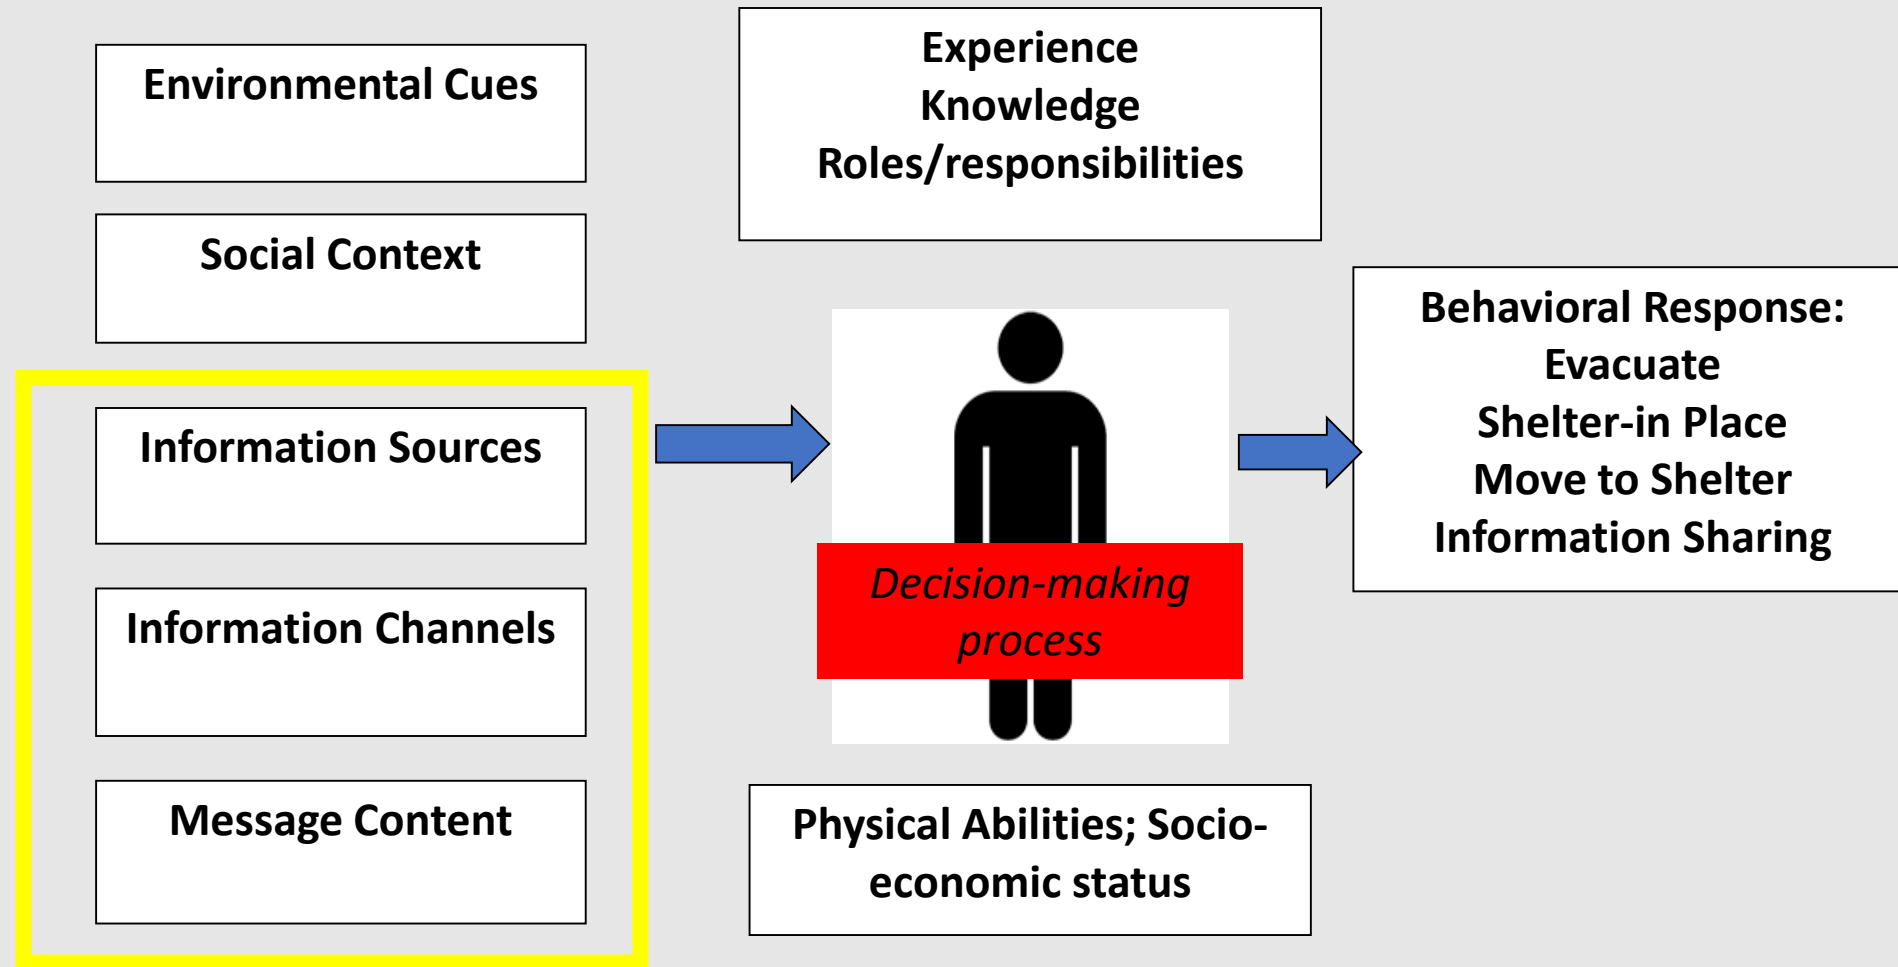 Environmental Cues
Social Context
Information Sources
Information Channels
Message Content
Experience
Knowledge
Roles/responsibilities
Decision-making
process
Physical Abilities; Socio-
economic status
Behavioral Response:
Evacuate
Shelter-in Place
Move to Shelter
Information Sharing